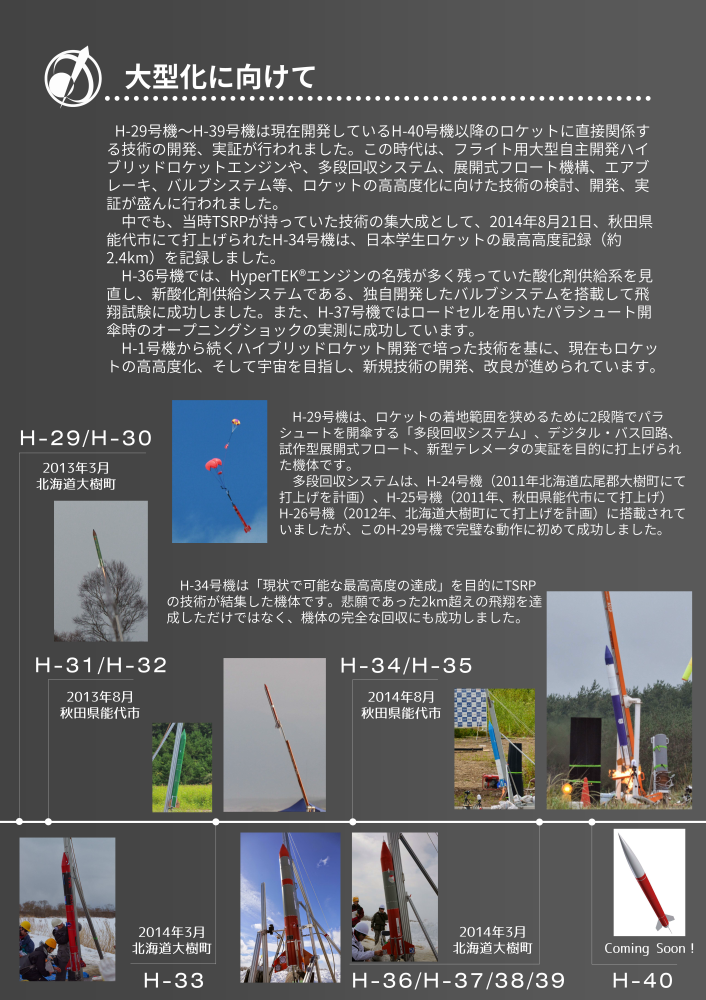 大型化に向けて
H-29号機〜H-39号機は現在開発しているH-40号機以降のロケットに直接関係す
る技術の開発、実証が行われました。この時代は、フライト用大型自主開発ハイ
ブリッドロケットエンジンや、多段回収システム、展開式フロート機構、エアブ
レーキ、バルブシステム等、ロケットの高高度化に向けた技術の検討、開発、実
証が盛んに行われました。
中でも、当時TSRPが持っていた技術の集大成として、2014年8月21日、秋田県
能代市にて打上げられたH-34号機は、日本学生ロケットの最高高度記録（約
2.4km）を記録しました。
H-36号機では、HyperTEK®エンジンの名残が多く残っていた酸化剤供給系を見
直し、新酸化剤供給システムである、独自開発したバルブシステムを搭載して飛
翔試験に成功しました。また、H-37号機ではロードセルを用いたパラシュート開
傘時のオープニングショックの実測に成功しています。
H-1号機から続くハイブリッドロケット開発で培った技術を基に、現在もロケッ
トの高高度化、そして宇宙を目指し、新規技術の開発、改良が進められています。
H-29/H-30
2013年3月
北海道大樹町
H-29号機は、ロケットの着地範囲を狭めるために2段階でパラ
シュートを開傘する「多段回収システム」、デジタル・バス回路、
試作型展開式フロート、新型テレメータの実証を目的に打上げられ
た機体です。
多段回収システムは、H-24号機（2011年北海道広尾郡大樹町にて
打上げを計画）、H-25号機（2011年、秋田県能代市にて打上げ）
H-26号機（2012年、北海道大樹町にて打上げを計画）に搭載されて
いましたが、このH-29号機で完璧な動作に初めて成功しました。
H-34号機は「現状で可能な最高高度の達成」を目的にTSRP
の技術が結集した機体です。悲願であった2km超えの飛翔を達
成しただけではなく、機体の完全な回収にも成功しました。
H-31/H-32
2013年8月
秋田県能代市
H-34/H-35
2014年8月
秋田県能代市
2014年3月
北海道大樹町
H-33
2014年3月
北海道大樹町
H-36/H-37/38/39
Coming Soon !
H-40